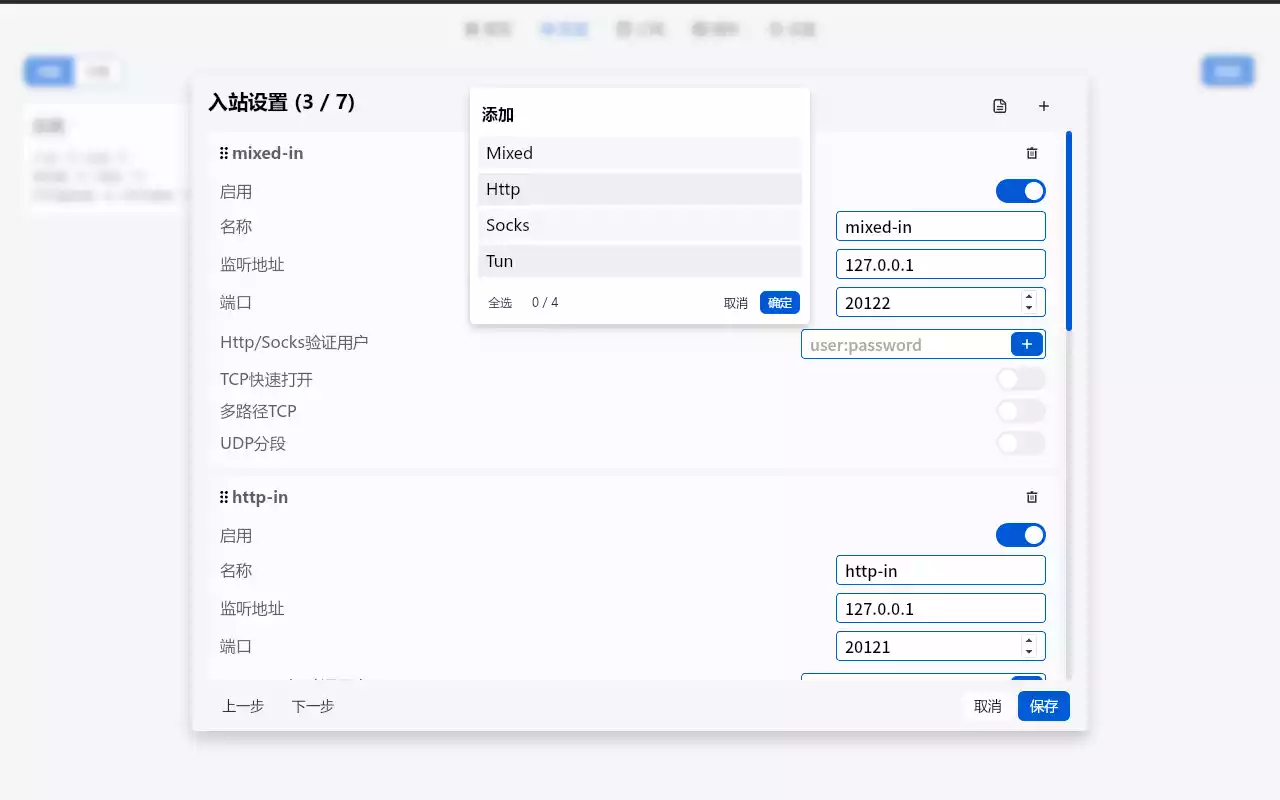 入站设置 (3 / 7)
添加
Mixed
Http
Socks
Tun
全选 0 / 4 取消 确定
mixed-in
启用
名称 mixed-in
监听地址 127.0.0.1
端口 20122
Http/Socks验证用户 user:password
TCP快速打开
多路径TCP
UDP分段
http-in
启用
名称 http-in
监听地址 127.0.0.1
端口 20121
上一步 下一步 取消 保存